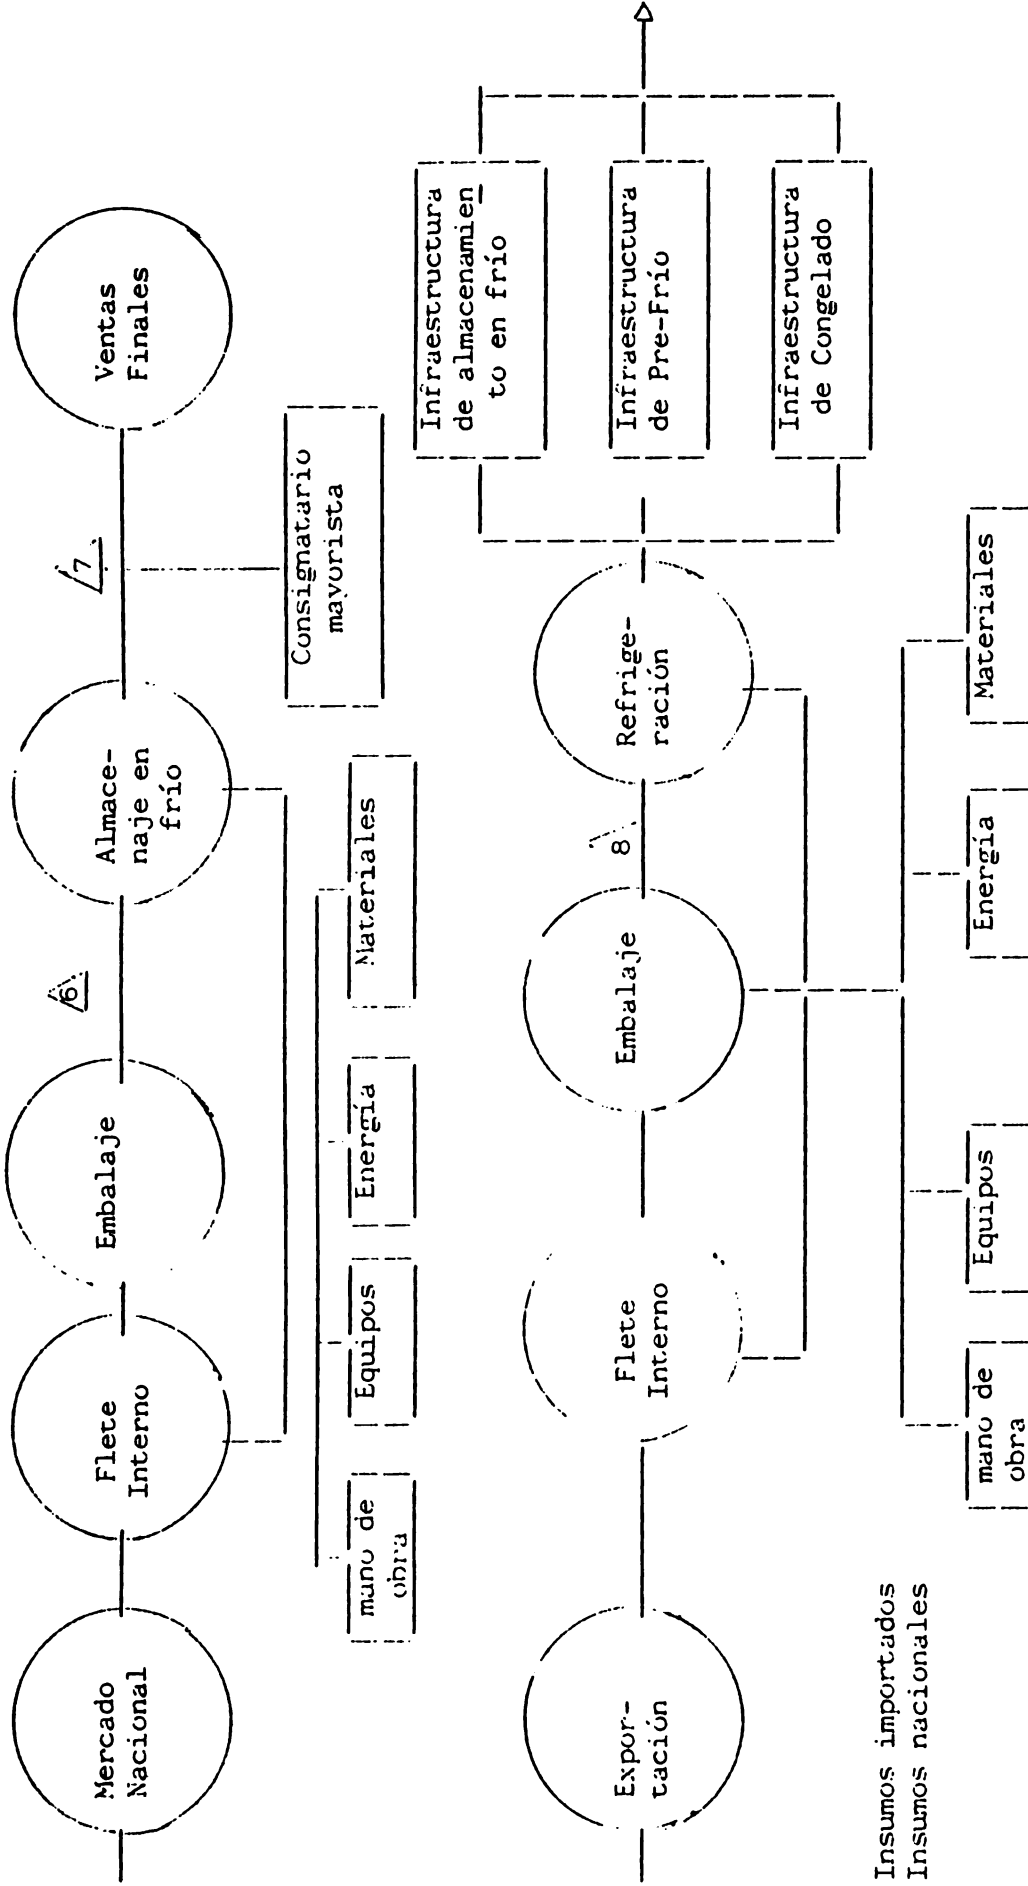 Mercado
Nacional
Flete
Interno
Embalaje
6
Almace-
naje en
frío
7
Ventas
Finales
Consignatario
mayorista
mano de
obra
Equipos
Energía
Materiales
Expor-
tación
Flete
Interno
Embalaje
8
Refrige-
ración
Infraestructura
de almacenamien
to en frío
Infraestructura
de Pre-Frío
Infraestructura
de Congelado
mano de
obra
Equipos
Energía
Materiales
Insumos importados
Insumos nacionales